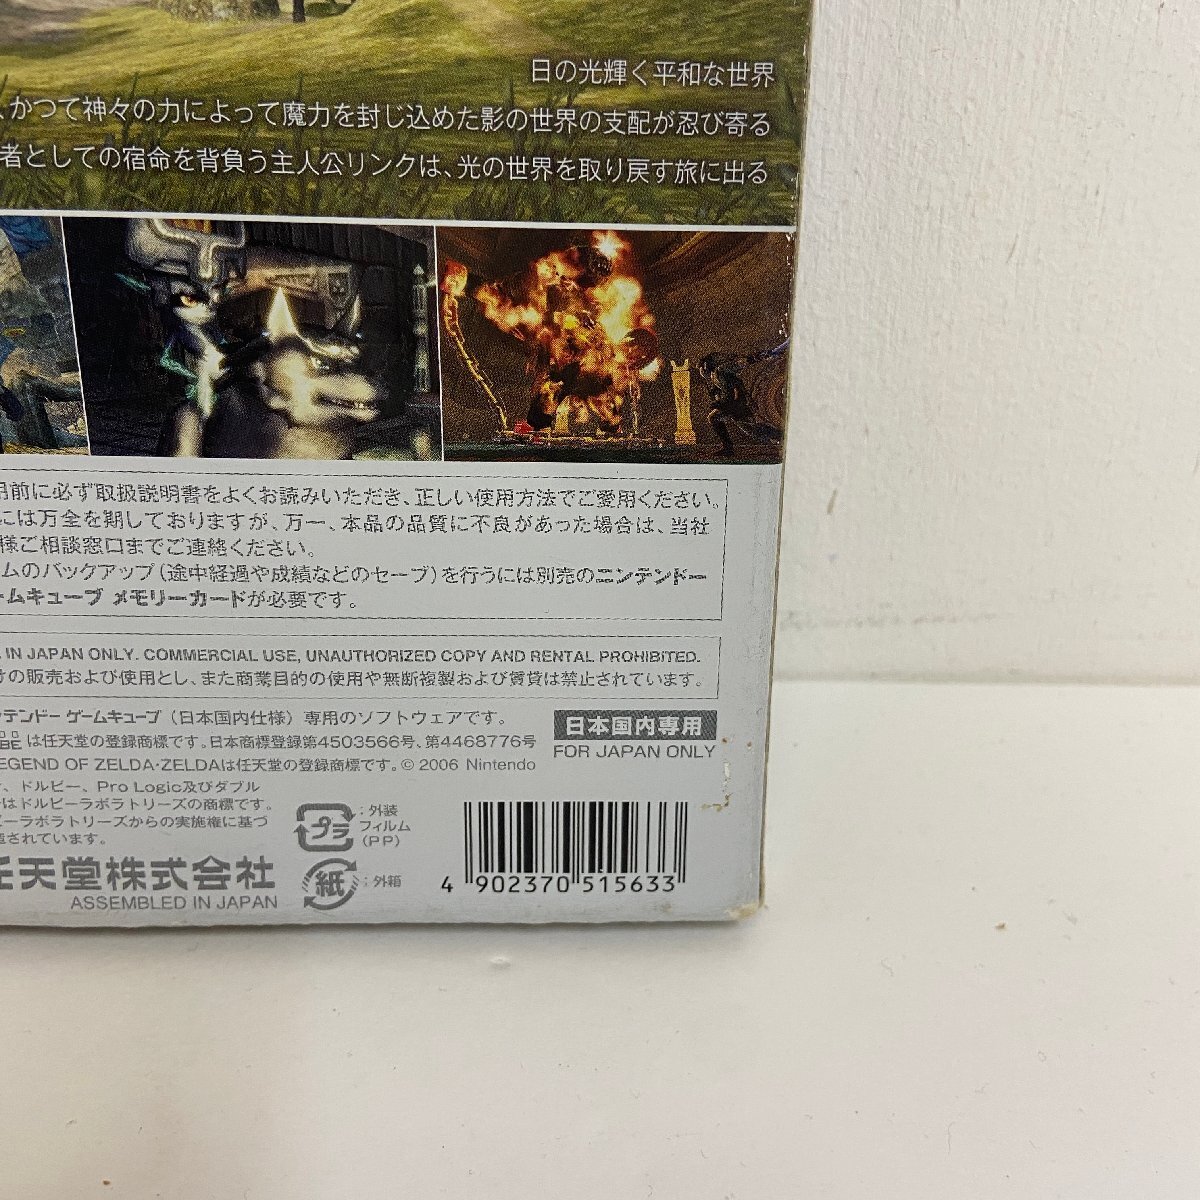 日の光輝く平和な世界
、かつて神々の力によって魔力を封じ込めた影の世界の支配が忍び寄る
者としての宿命を背負う主人公リンクは、光の世界を取り戻す旅に出る
用前に必ず取扱説明書をよくお読みいただき、正しい使用方法でご愛用ください。
には万全を期しておりますが、万一、本品の品質に不良があった場合は、当社
様ご相談窓口までご連絡ください。
ムのバックアップ（途中経過や成績などのセーブ）を行うには別売のニンテンドー
ームキューブ メモリーカードが必要です。
IN JAPAN ONLY. COMMERCIAL USE, UNAUTHORIZED COPY AND RENTAL PROHIBITED.
けの販売および使用とし、また商業目的の使用や無断複製および賃貸は禁止されています。
ンテンドー ゲームキューブ（日本国内仕様）専用のソフトウェアです。
BE は任天堂の登録商標です。日本商標登録第4503566号、第4468776号
EGEND OF ZELDA・ZELDAは任天堂の登録商標です。© 2006 Nintendo
日本国内専用
FOR JAPAN ONLY
、ドルビー、Pro Logic及びダブル
はドルビーラボラトリーズの商標です。
ビーラボラトリーズからの実施権に基づ
されています。
プラ
：外装
フィルム
(PP)
任天堂株式会社
ASSEMBLED IN JAPAN
紙
：外箱
4 902370 515633